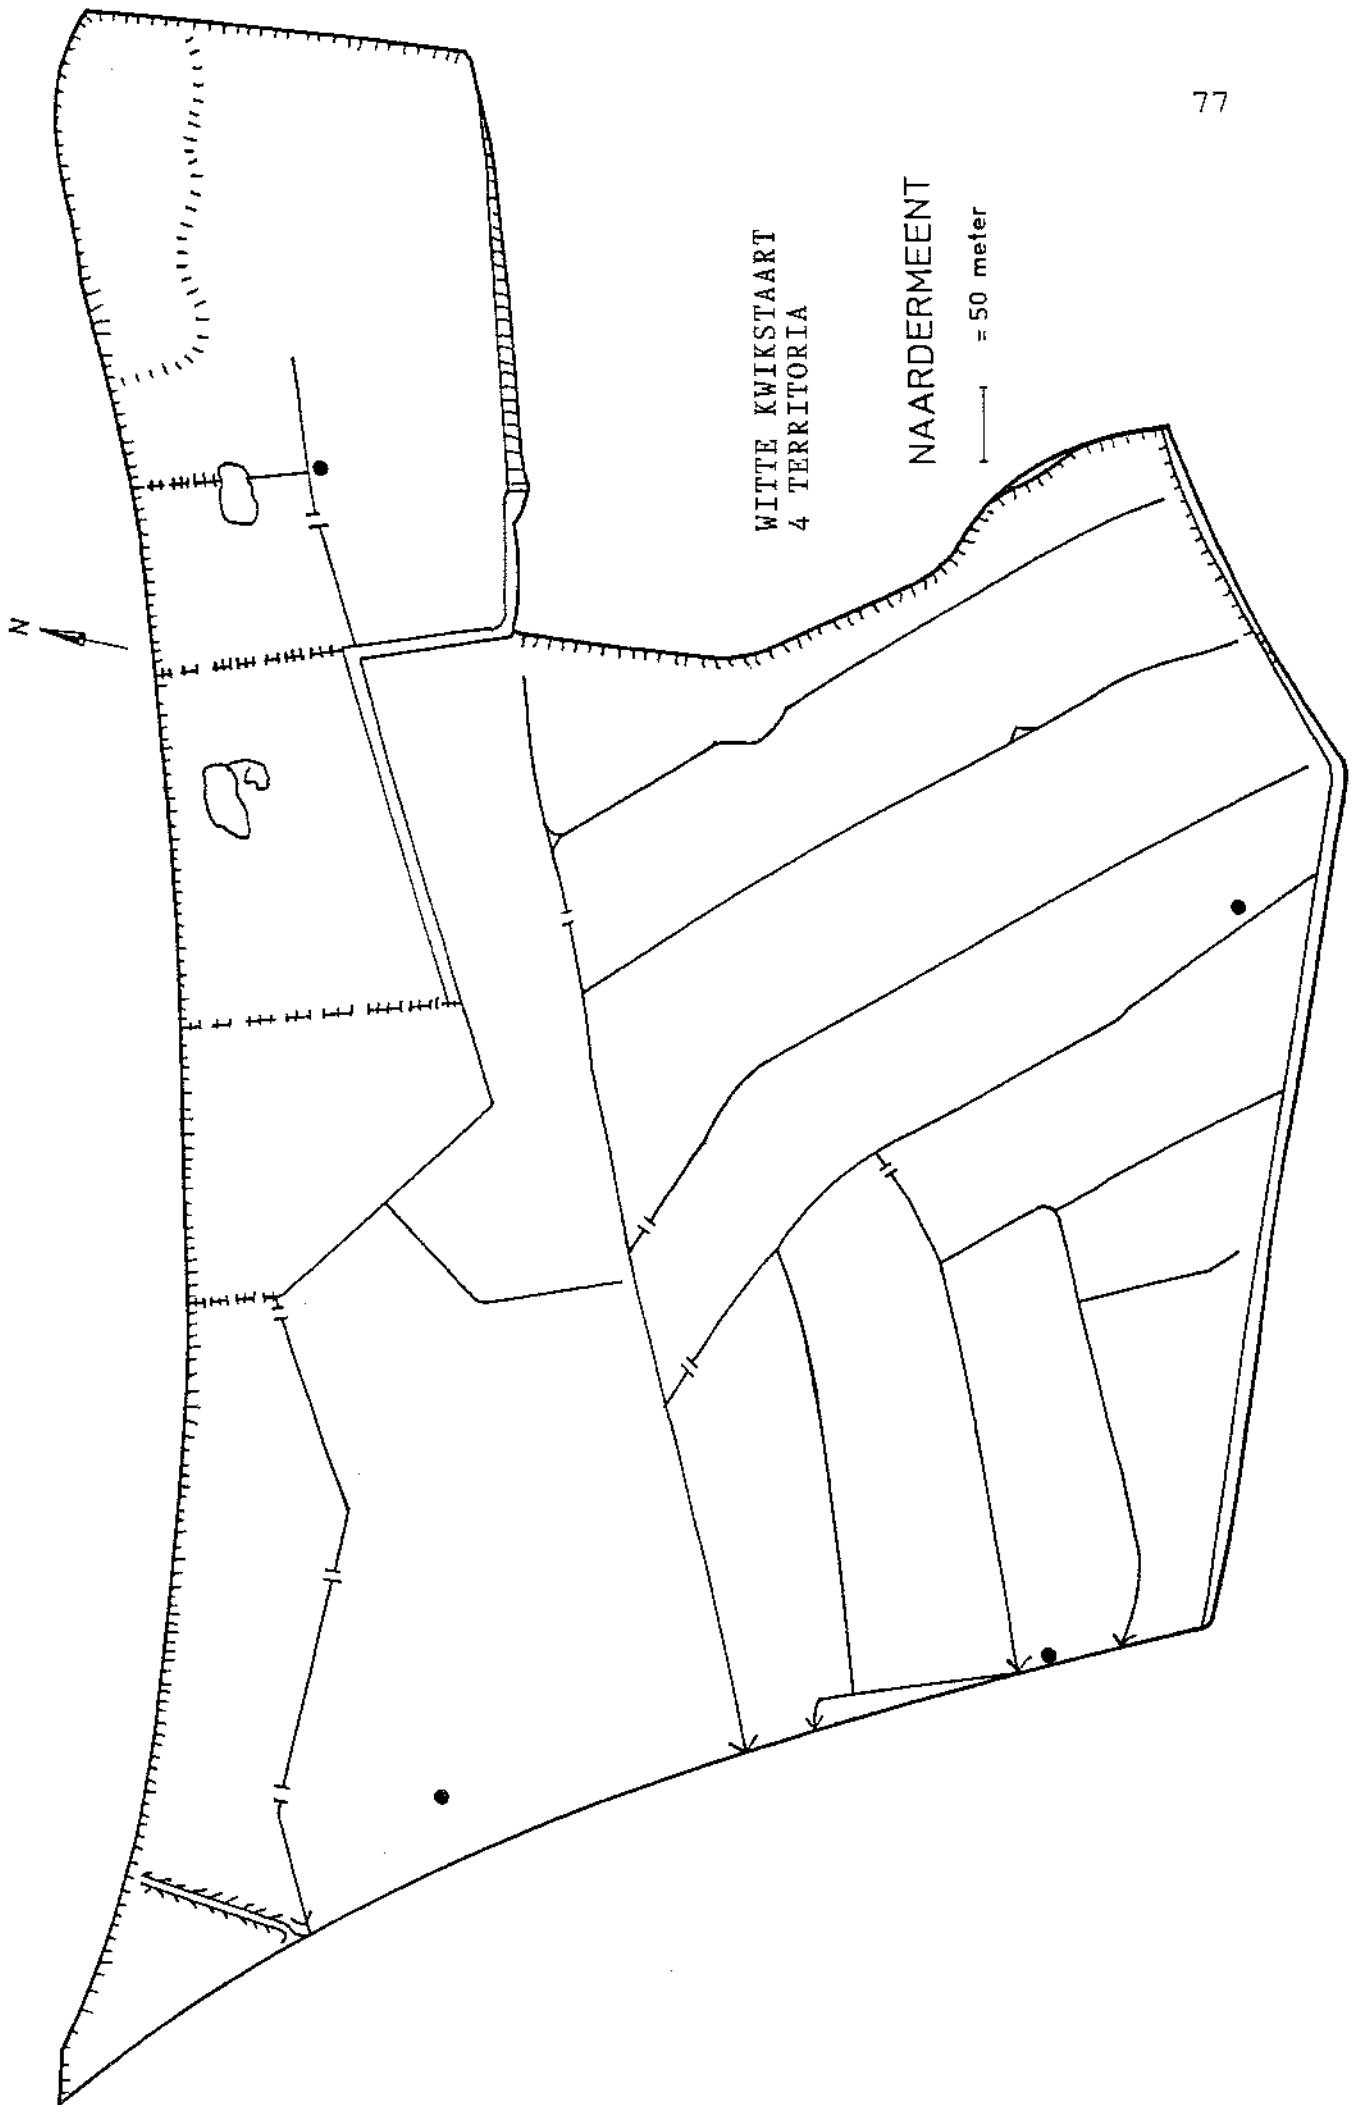 77
N
WITTE KWIKSTAART
4 TERRITORIA
NAARDERMEENT
= 50 meter